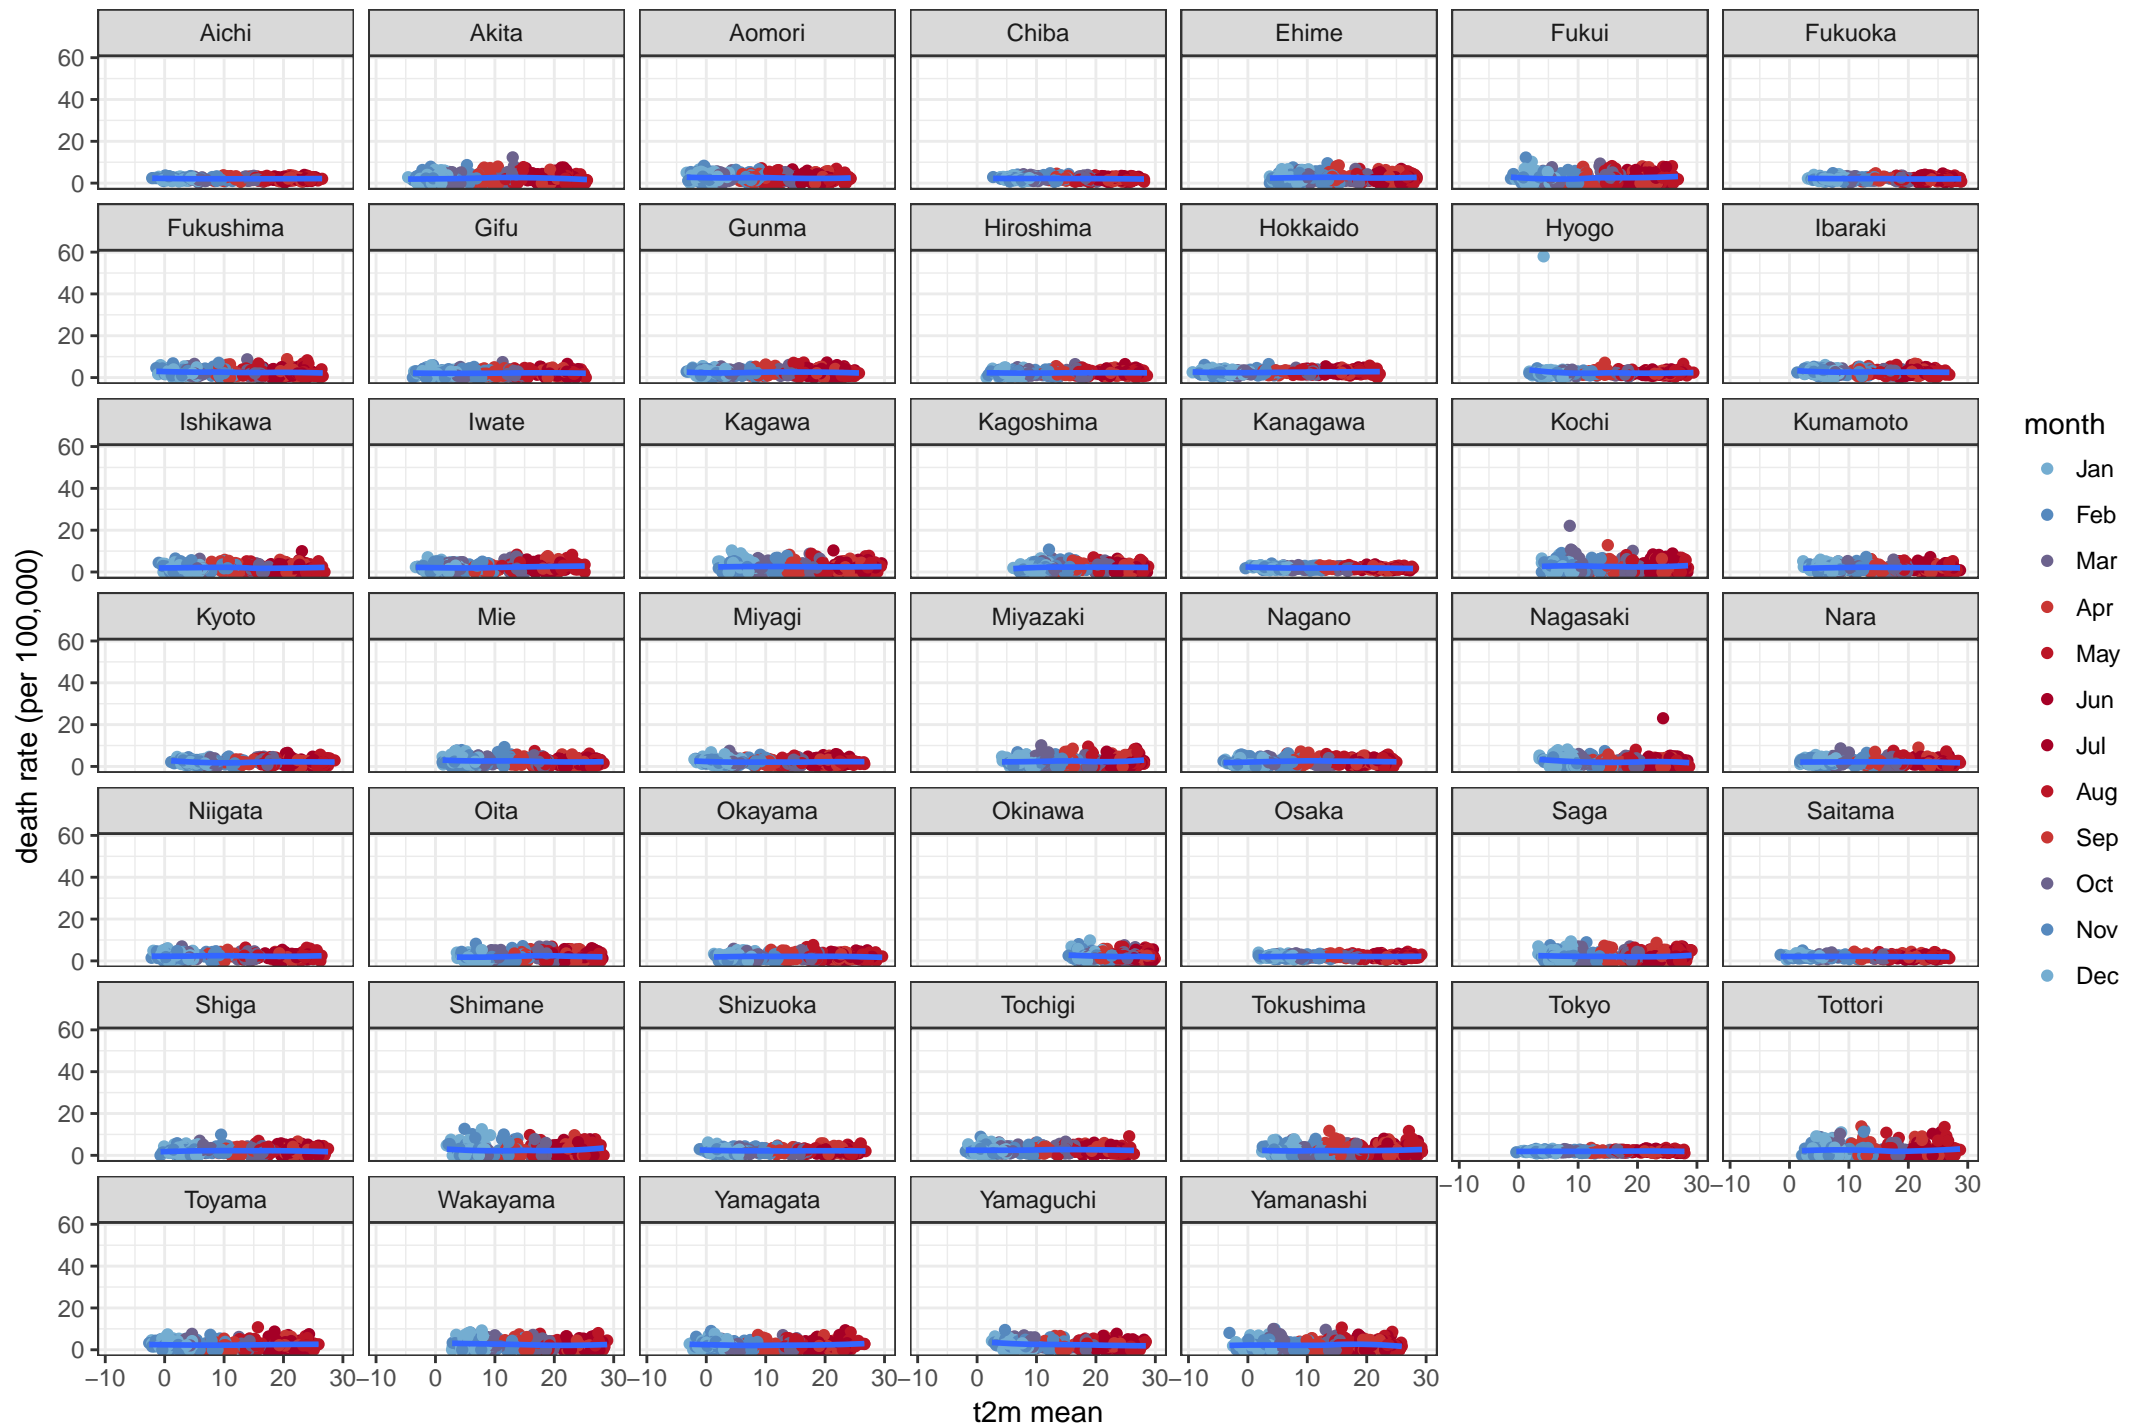 Aichi Akita Aomori Chiba Ehime Fukui Fukuoka
60
40
20
0
Fukushima Gifu Gunma Hiroshima Hokkaido Hyogo Ibaraki
60
40
20
0
Ishikawa Iwate Kagawa Kagoshima Kanagawa Kochi Kumamoto
60
40
20
0
Kyoto Mie Miyagi Miyazaki Nagano Nagasaki Nara
60
40
20
0
Niigata Oita Okayama Okinawa Osaka Saga Saitama
60
40
20
0
Shiga Shimane Shizuoka Tochigi Tokushima Tokyo Tottori
60
40
20
0
−10 0 10 20 30 −10 0 10 20 30
Toyama Wakayama Yamagata Yamaguchi Yamanashi
60
40
20
0
−10 0 10 20 30 −10 0 10 20 30 −10 0 10 20 30 −10 0 10 20 30 −10 0 10 20 30
t2m mean
death rate (per 100,000)
month
Jan
Feb
Mar
Apr
May
Jun
Jul
Aug
Sep
Oct
Nov
Dec